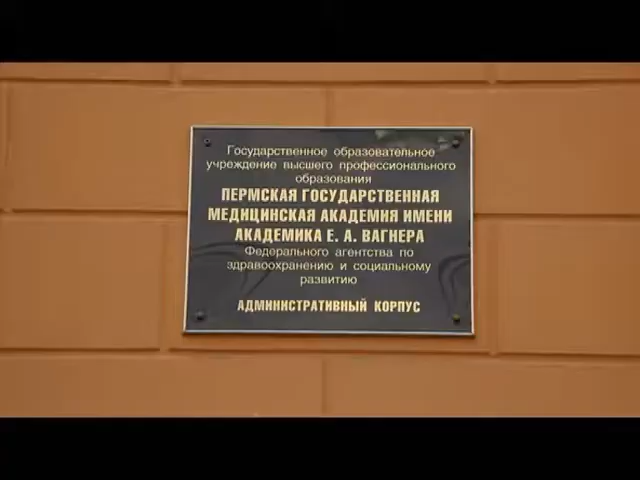 Государственное образовательное
учреждение высшего профессионального
образования
ПЕРМСКАЯ ГОСУДАРСТВЕННАЯ
МЕДИЦИНСКАЯ АКАДЕМИЯ ИМЕНИ
АКАДЕМИКА Е. А. ВАГНЕРА
Федерального агентства по
здравоохранению и социальному
развитию
АДМИНИСТРАТИВНЫЙ КОРПУС